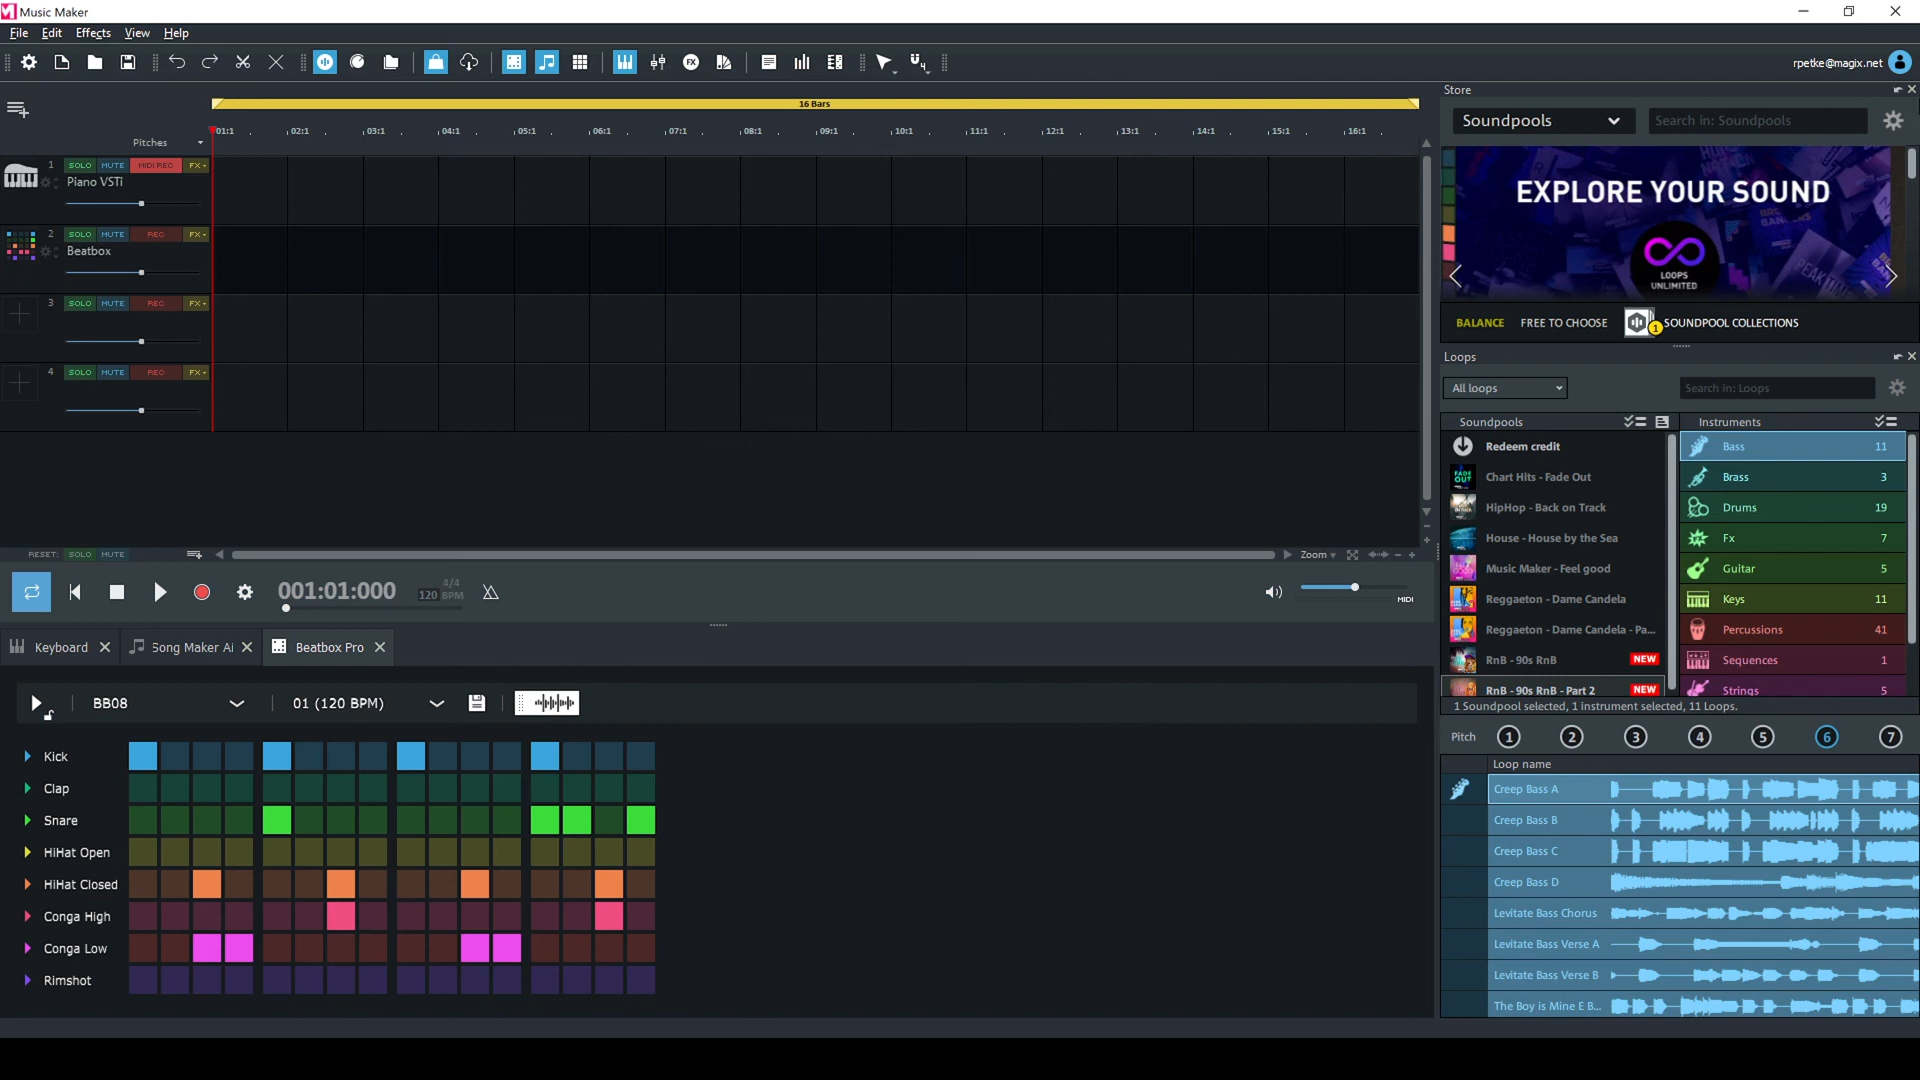 Music Maker
File Edit Effects View Help
rpetke@magix.net
16 Bars
Pitches
01:1 02:1 03:1 04:1 05:1 06:1 07:1 08:1 09:1 10:1 11:1 12:1 13:1 14:1 15:1 16:1
1 SOLO MUTE MIDI REC FX
Piano VSTi
2 SOLO MUTE REC FX
Beatbox
3 SOLO MUTE REC FX
4 SOLO MUTE REC FX
RESET: SOLO MUTE
Zoom
001:01:000
4/4
120 BPM
MIDI
Keyboard
Song Maker Ai
Beatbox Pro
BB08
01 (120 BPM)
Kick
Clap
Snare
HiHat Open
HiHat Closed
Conga High
Conga Low
Rimshot
Store
Soundpools
Search in: Soundpools
EXPLORE YOUR SOUND
LOOPS
UNLIMITED
BALANCE FREE TO CHOOSE 1 SOUNDPOOL COLLECTIONS
Loops
All loops
Search in: Loops
Soundpools
Redeem credit
Chart Hits - Fade Out
HipHop - Back on Track
House - House by the Sea
Music Maker - Feel good
Reggaeton - Dame Candela
Reggaeton - Dame Candela - Pa...
RnB - 90s RnB NEW
RnB - 90s RnB - Part 2 NEW
Instruments
Bass 11
Brass 3
Drums 19
Fx 7
Guitar 5
Keys 11
Percussions 41
Sequences 1
Strings 5
1 Soundpool selected, 1 instrument selected, 11 Loops.
Pitch 1 2 3 4 5 6 7
Loop name
Creep Bass A
Creep Bass B
Creep Bass C
Creep Bass D
Levitate Bass Chorus
Levitate Bass Verse A
Levitate Bass Verse B
The Boy is Mine E B...